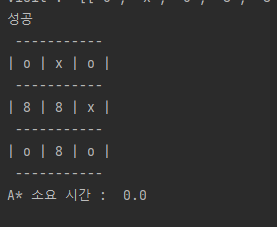 성공
 -----------
| o | x | o |
 -----------
| 8 | 8 | x |
 -----------
| o | 8 | o |
 -----------
A* 소요 시간 :  0.0